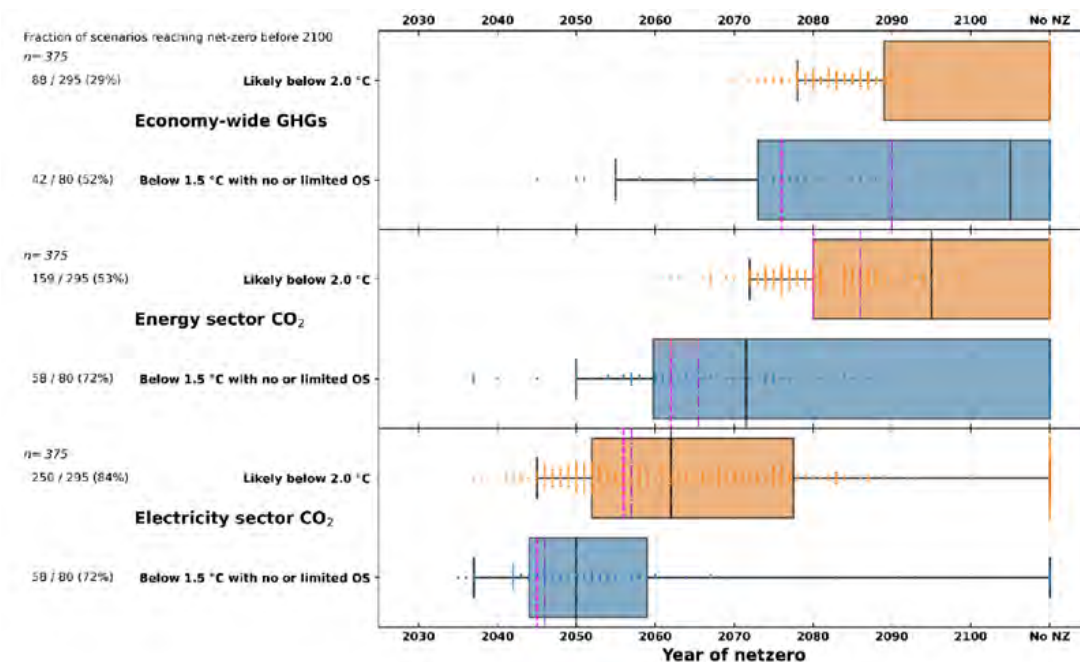 2030 2040 2050 2060 2070 2080 2090 2100 No NZ
Fraction of scenarios reaching net-zero before 2100
n= 375
88 / 295 (29%) Likely below 2.0 °C
Economy-wide GHGs
42 / 80 (52%) Below 1.5 °C with no or limited OS
n= 375
159 / 295 (53%) Likely below 2.0 °C
Energy sector CO₂
58 / 80 (72%) Below 1.5 °C with no or limited OS
n= 375
250 / 295 (84%) Likely below 2.0 °C
Electricity sector CO₂
58 / 80 (72%) Below 1.5 °C with no or limited OS
2030 2040 2050 2060 2070 2080 2090 2100 No NZ
Year of netzero